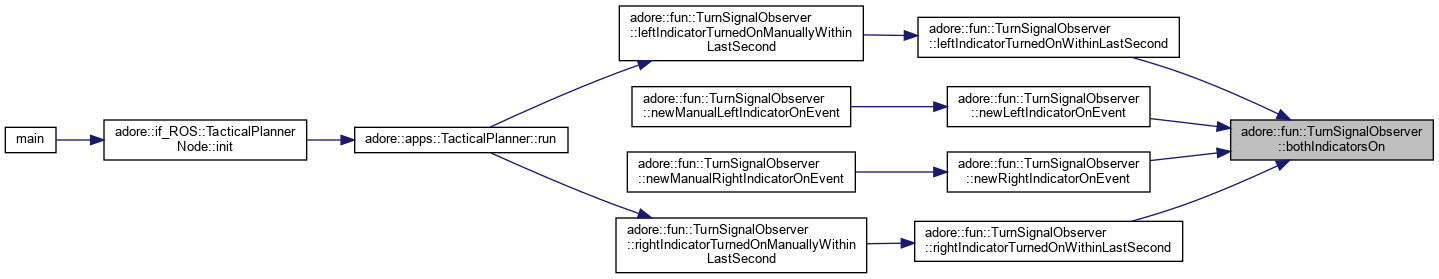 main
adore::if_ROS::TacticalPlanner
Node::init
adore::apps::TacticalPlanner::run
adore::fun::TurnSignalObserver
::leftIndicatorTurnedOnManuallyWithin
LastSecond
adore::fun::TurnSignalObserver
::newManualLeftIndicatorOnEvent
adore::fun::TurnSignalObserver
::newManualRightIndicatorOnEvent
adore::fun::TurnSignalObserver
::rightIndicatorTurnedOnManuallyWithin
LastSecond
adore::fun::TurnSignalObserver
::leftIndicatorTurnedOnWithinLastSecond
adore::fun::TurnSignalObserver
::newLeftIndicatorOnEvent
adore::fun::TurnSignalObserver
::newRightIndicatorOnEvent
adore::fun::TurnSignalObserver
::rightIndicatorTurnedOnWithinLastSecond
adore::fun::TurnSignalObserver
::bothIndicatorsOn